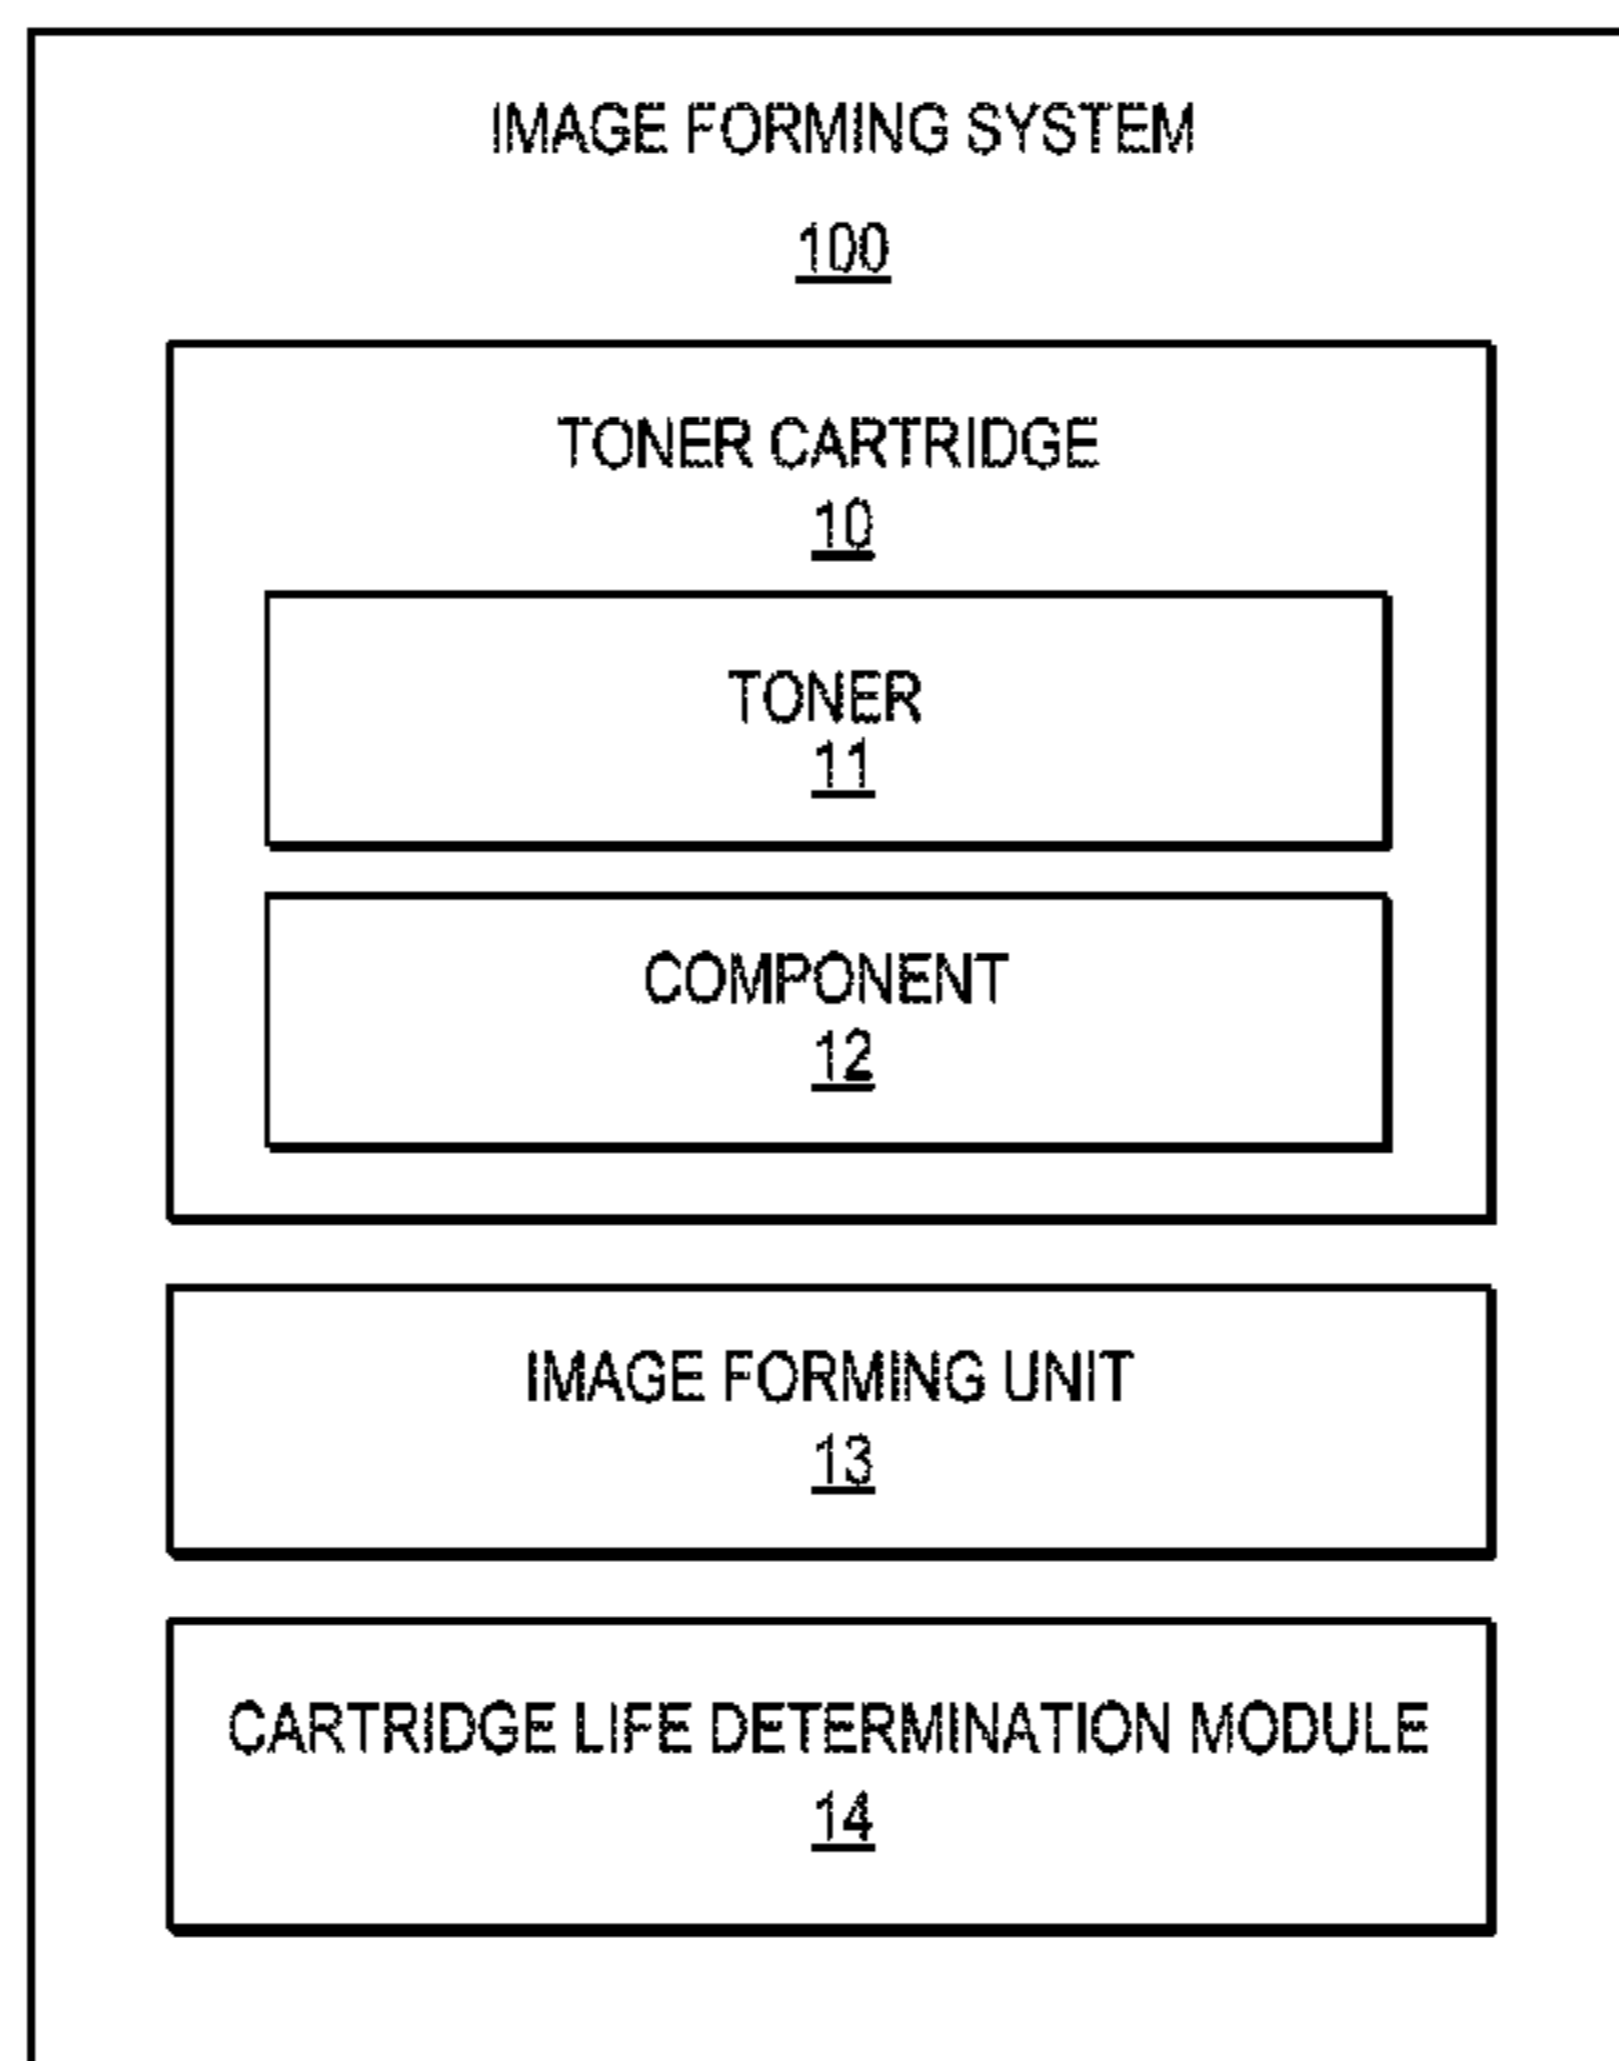 IMAGE FORMING SYSTEM
100
TONER CARTRIDGE
10
TONER
11
COMPONENT
12
IMAGE FORMING UNIT
13
CARTRIDGE LIFE DETERMINATION MODULE
14